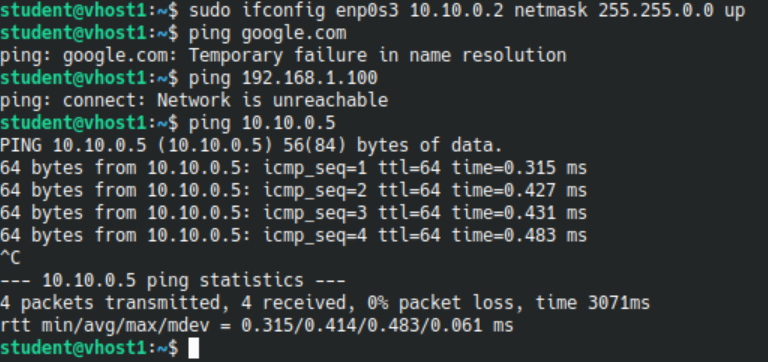 student@vhost1:~$ sudo ifconfig enp0s3 10.10.0.2 netmask 255.255.0.0 up
student@vhost1:~$ ping google.com
ping: google.com: Temporary failure in name resolution
student@vhost1:~$ ping 192.168.1.100
ping: connect: Network is unreachable
student@vhost1:~$ ping 10.10.0.5
PING 10.10.0.5 (10.10.0.5) 56(84) bytes of data.
64 bytes from 10.10.0.5: icmp_seq=1 ttl=64 time=0.315 ms
64 bytes from 10.10.0.5: icmp_seq=2 ttl=64 time=0.427 ms
64 bytes from 10.10.0.5: icmp_seq=3 ttl=64 time=0.431 ms
64 bytes from 10.10.0.5: icmp_seq=4 ttl=64 time=0.483 ms
^C
--- 10.10.0.5 ping statistics ---
4 packets transmitted, 4 received, 0% packet loss, time 3071ms
rtt min/avg/max/mdev = 0.315/0.414/0.483/0.061 ms
student@vhost1:~$